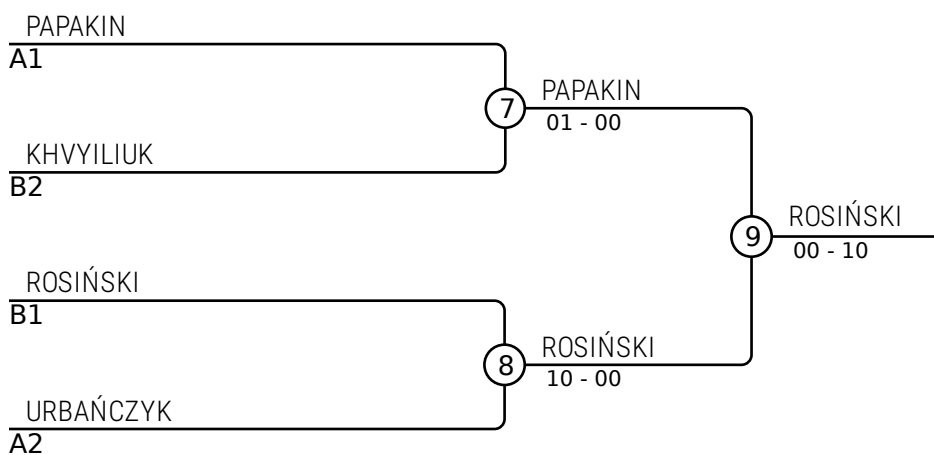 PAPAKIN
A1
7
PAPAKIN
01 - 00
KHVYILIUK
B2
9
ROSIŃSKI
00 - 10
ROSIŃSKI
B1
8
ROSIŃSKI
10 - 00
URBAŃCZYK
A2